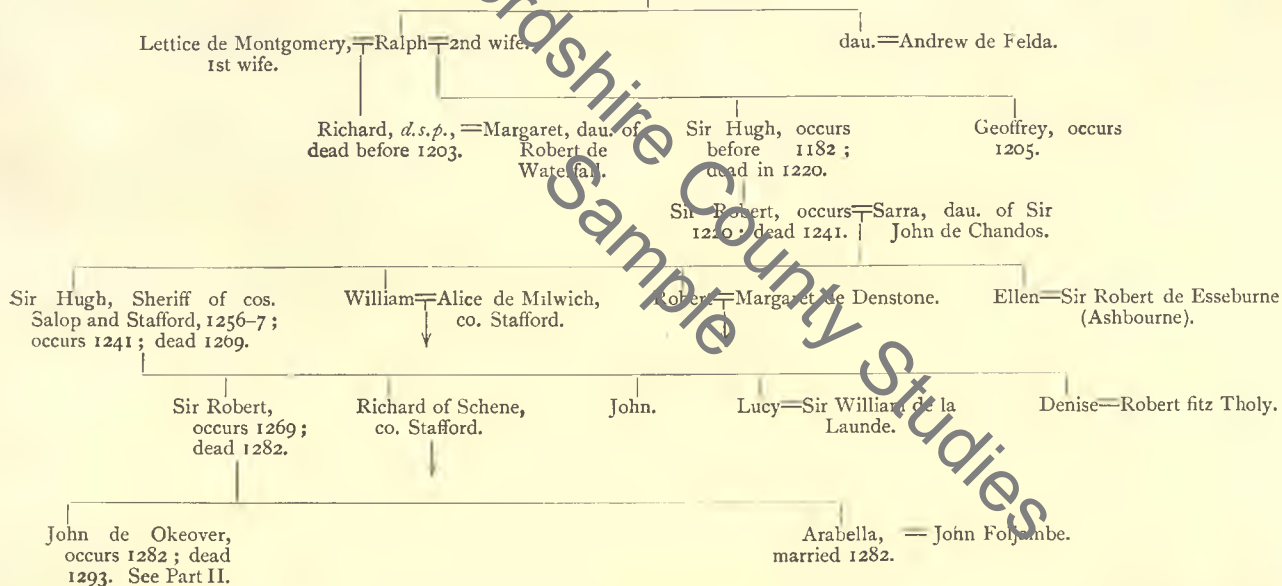 Lettice de Montgomery,=Ralph=2nd wife.
1st wife.
dau.=Andrew de Felda.
Richard, d.s.p.,
dead before 1203.
=Margaret, dau. of
Robert de
Waterfall.
Sir Hugh, occurs
before 1182;
dead in 1220.
Geoffrey, occurs
1205.
Sir Robert, occurs
1220; dead 1241.
=Sarra, dau. of Sir
John de Chandos.
Sir Hugh, Sheriff of cos.
Salop and Stafford, 1256-7;
occurs 1241; dead 1269.
William=Alice de Milwich,
co. Stafford.
Robert=Margaret de Denstone.
Ellen=Sir Robert de Esseburne
(Ashbourne).
Sir Robert,
occurs 1269;
dead 1282.
Richard of Schene,
co. Stafford.
John.
Lucy=Sir William de la
Launde.
Denise=Robert fitz Tholy.
John de Okeover,
occurs 1282; dead
1293. See Part II.
Arabella,
married 1282.
= John Foljambe.
ordshire County Studies
Sample